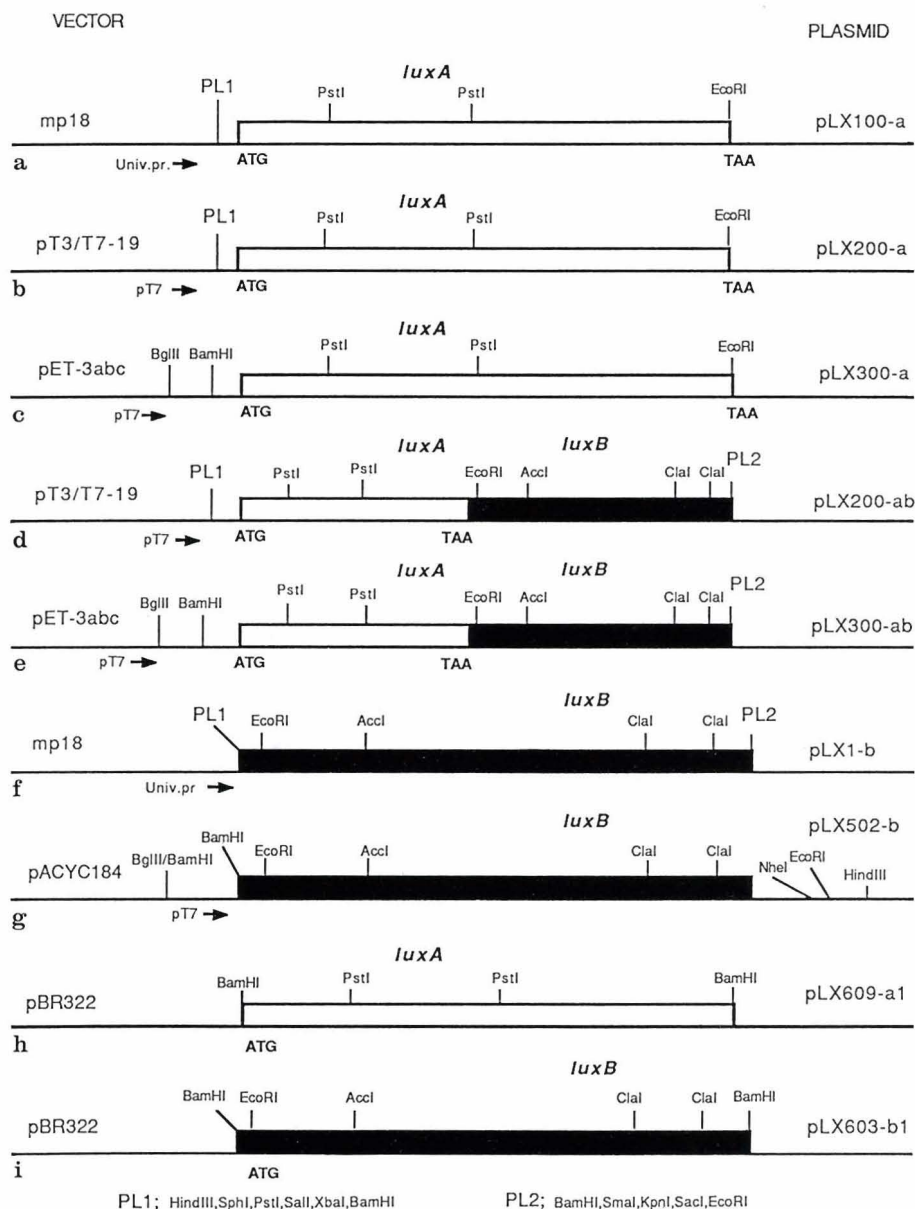 VECTOR PLASMID
luxA
PL1 PstI PstI EcoRI
mp18 pLX100-a
a Univ.pr. ATG TAA
luxA
PL1 PstI PstI EcoRI
pT3/T7-19 pLX200-a
b pT7 ATG TAA
luxA
BglII BamHI PstI PstI EcoRI
pET-3abc pLX300-a
c pT7 ATG TAA
luxA luxB
PL1 PstI PstI EcoRI AccI ClaI ClaI PL2
pT3/T7-19 pLX200-ab
d pT7 ATG TAA
luxA luxB
BglII BamHI PstI PstI EcoRI AccI ClaI ClaI PL2
pET-3abc pLX300-ab
e pT7 ATG TAA
luxB
PL1 EcoRI AccI ClaI ClaI PL2
mp18 pLX1-b
f Univ.pr
luxB pLX502-b
BglII/BamHI BamHI EcoRI AccI ClaI ClaI NheI EcoRI HindIII
pACYC184
g pT7
luxA
BamHI PstI PstI BamHI
pBR322 pLX609-a1
h ATG
luxB
BamHI EcoRI AccI ClaI ClaI BamHI
pBR322 pLX603-b1
i ATG
PL1; HindIII,SphI,PstI,SalI,XbaI,BamHI PL2; BamHI,SmaI,KpnI,SacI,EcoRI